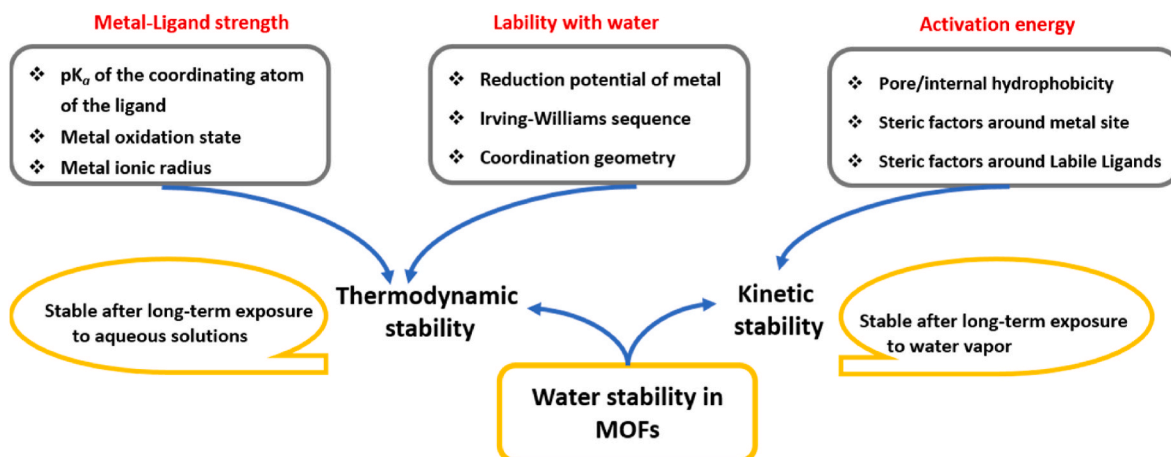 Metal-Ligand strength
❖ pKa of the coordinating atom
of the ligand
❖ Metal oxidation state
❖ Metal ionic radius
Lability with water
❖ Reduction potential of metal
❖ Irving-Williams sequence
❖ Coordination geometry
Activation energy
❖ Pore/internal hydrophobicity
❖ Steric factors around metal site
❖ Steric factors around Labile Ligands
Stable after long-term exposure
to aqueous solutions
Thermodynamic
stability
Kinetic
stability
Stable after long-term exposure
to water vapor
Water stability in
MOFs